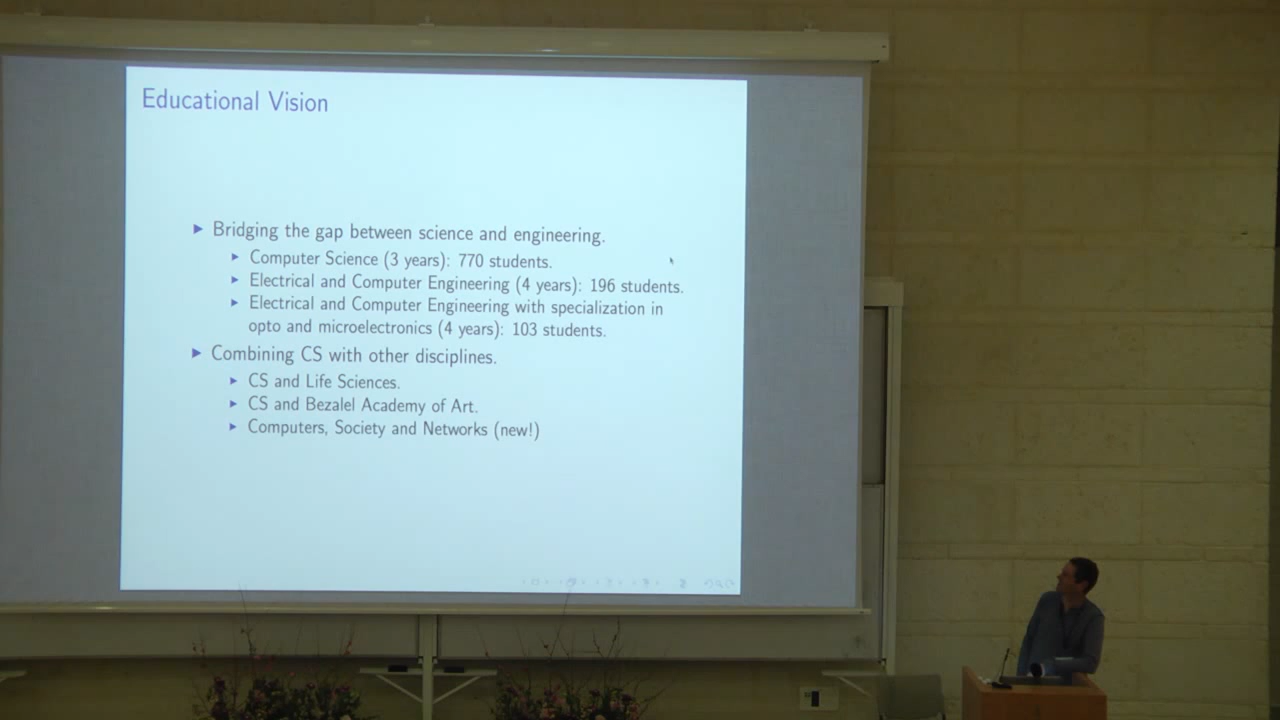 Educational Vision
Bridging the gap between science and engineering.
Computer Science (3 years): 770 students.
Electrical and Computer Engineering (4 years): 196 students.
Electrical and Computer Engineering with specialization in
opto and microelectronics (4 years): 103 students.
Combining CS with other disciplines.
CS and Life Sciences.
CS and Bezalel Academy of Art.
Computers, Society and Networks (new!)